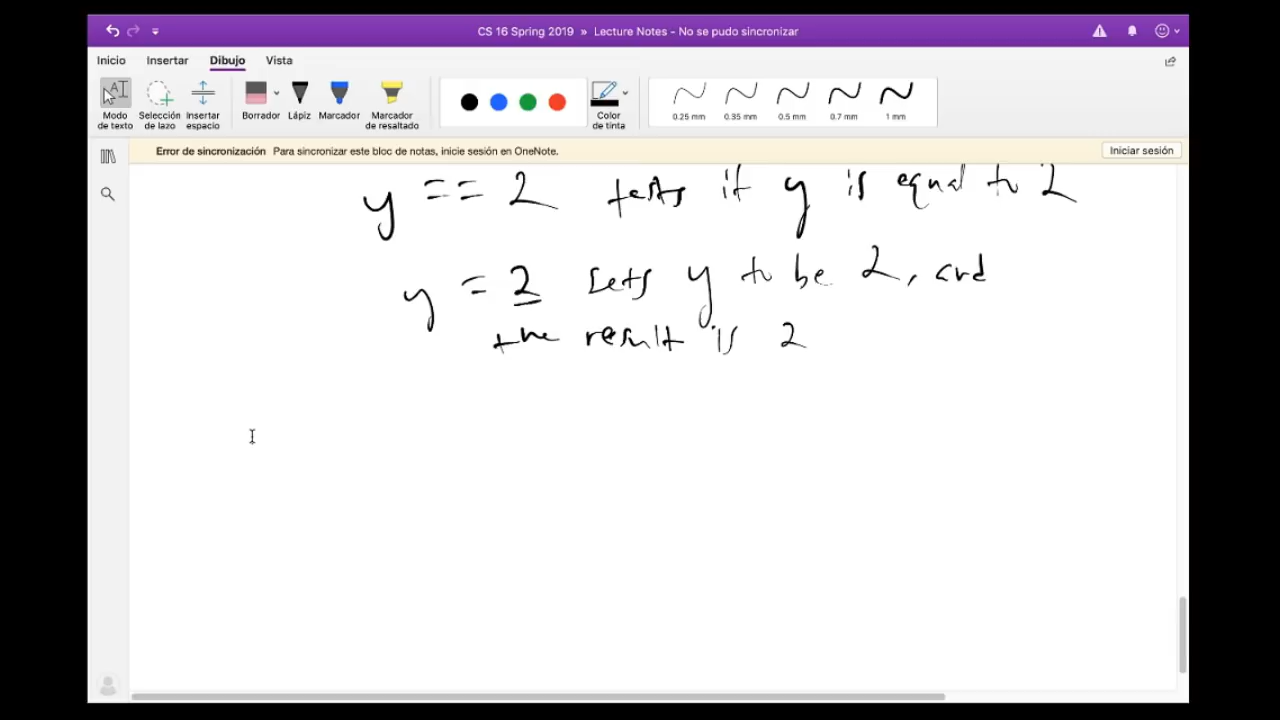 CS 16 Spring 2019 » Lecture Notes - No se pudo sincronizar
Inicio Insertar Dibujo Vista
Modo de texto
Selección de lazo
Insertar espacio
Borrador
Lápiz
Marcador
Marcador de resaltado
Color de tinta
0.25 mm 0.35 mm 0.5 mm 0.7 mm 1 mm
Error de sincronización Para sincronizar este bloc de notas, inicie sesión en OneNote. Iniciar sesión
y == 2 tests if y is equal to 2
y = 2 sets y to be 2, and
the result is 2